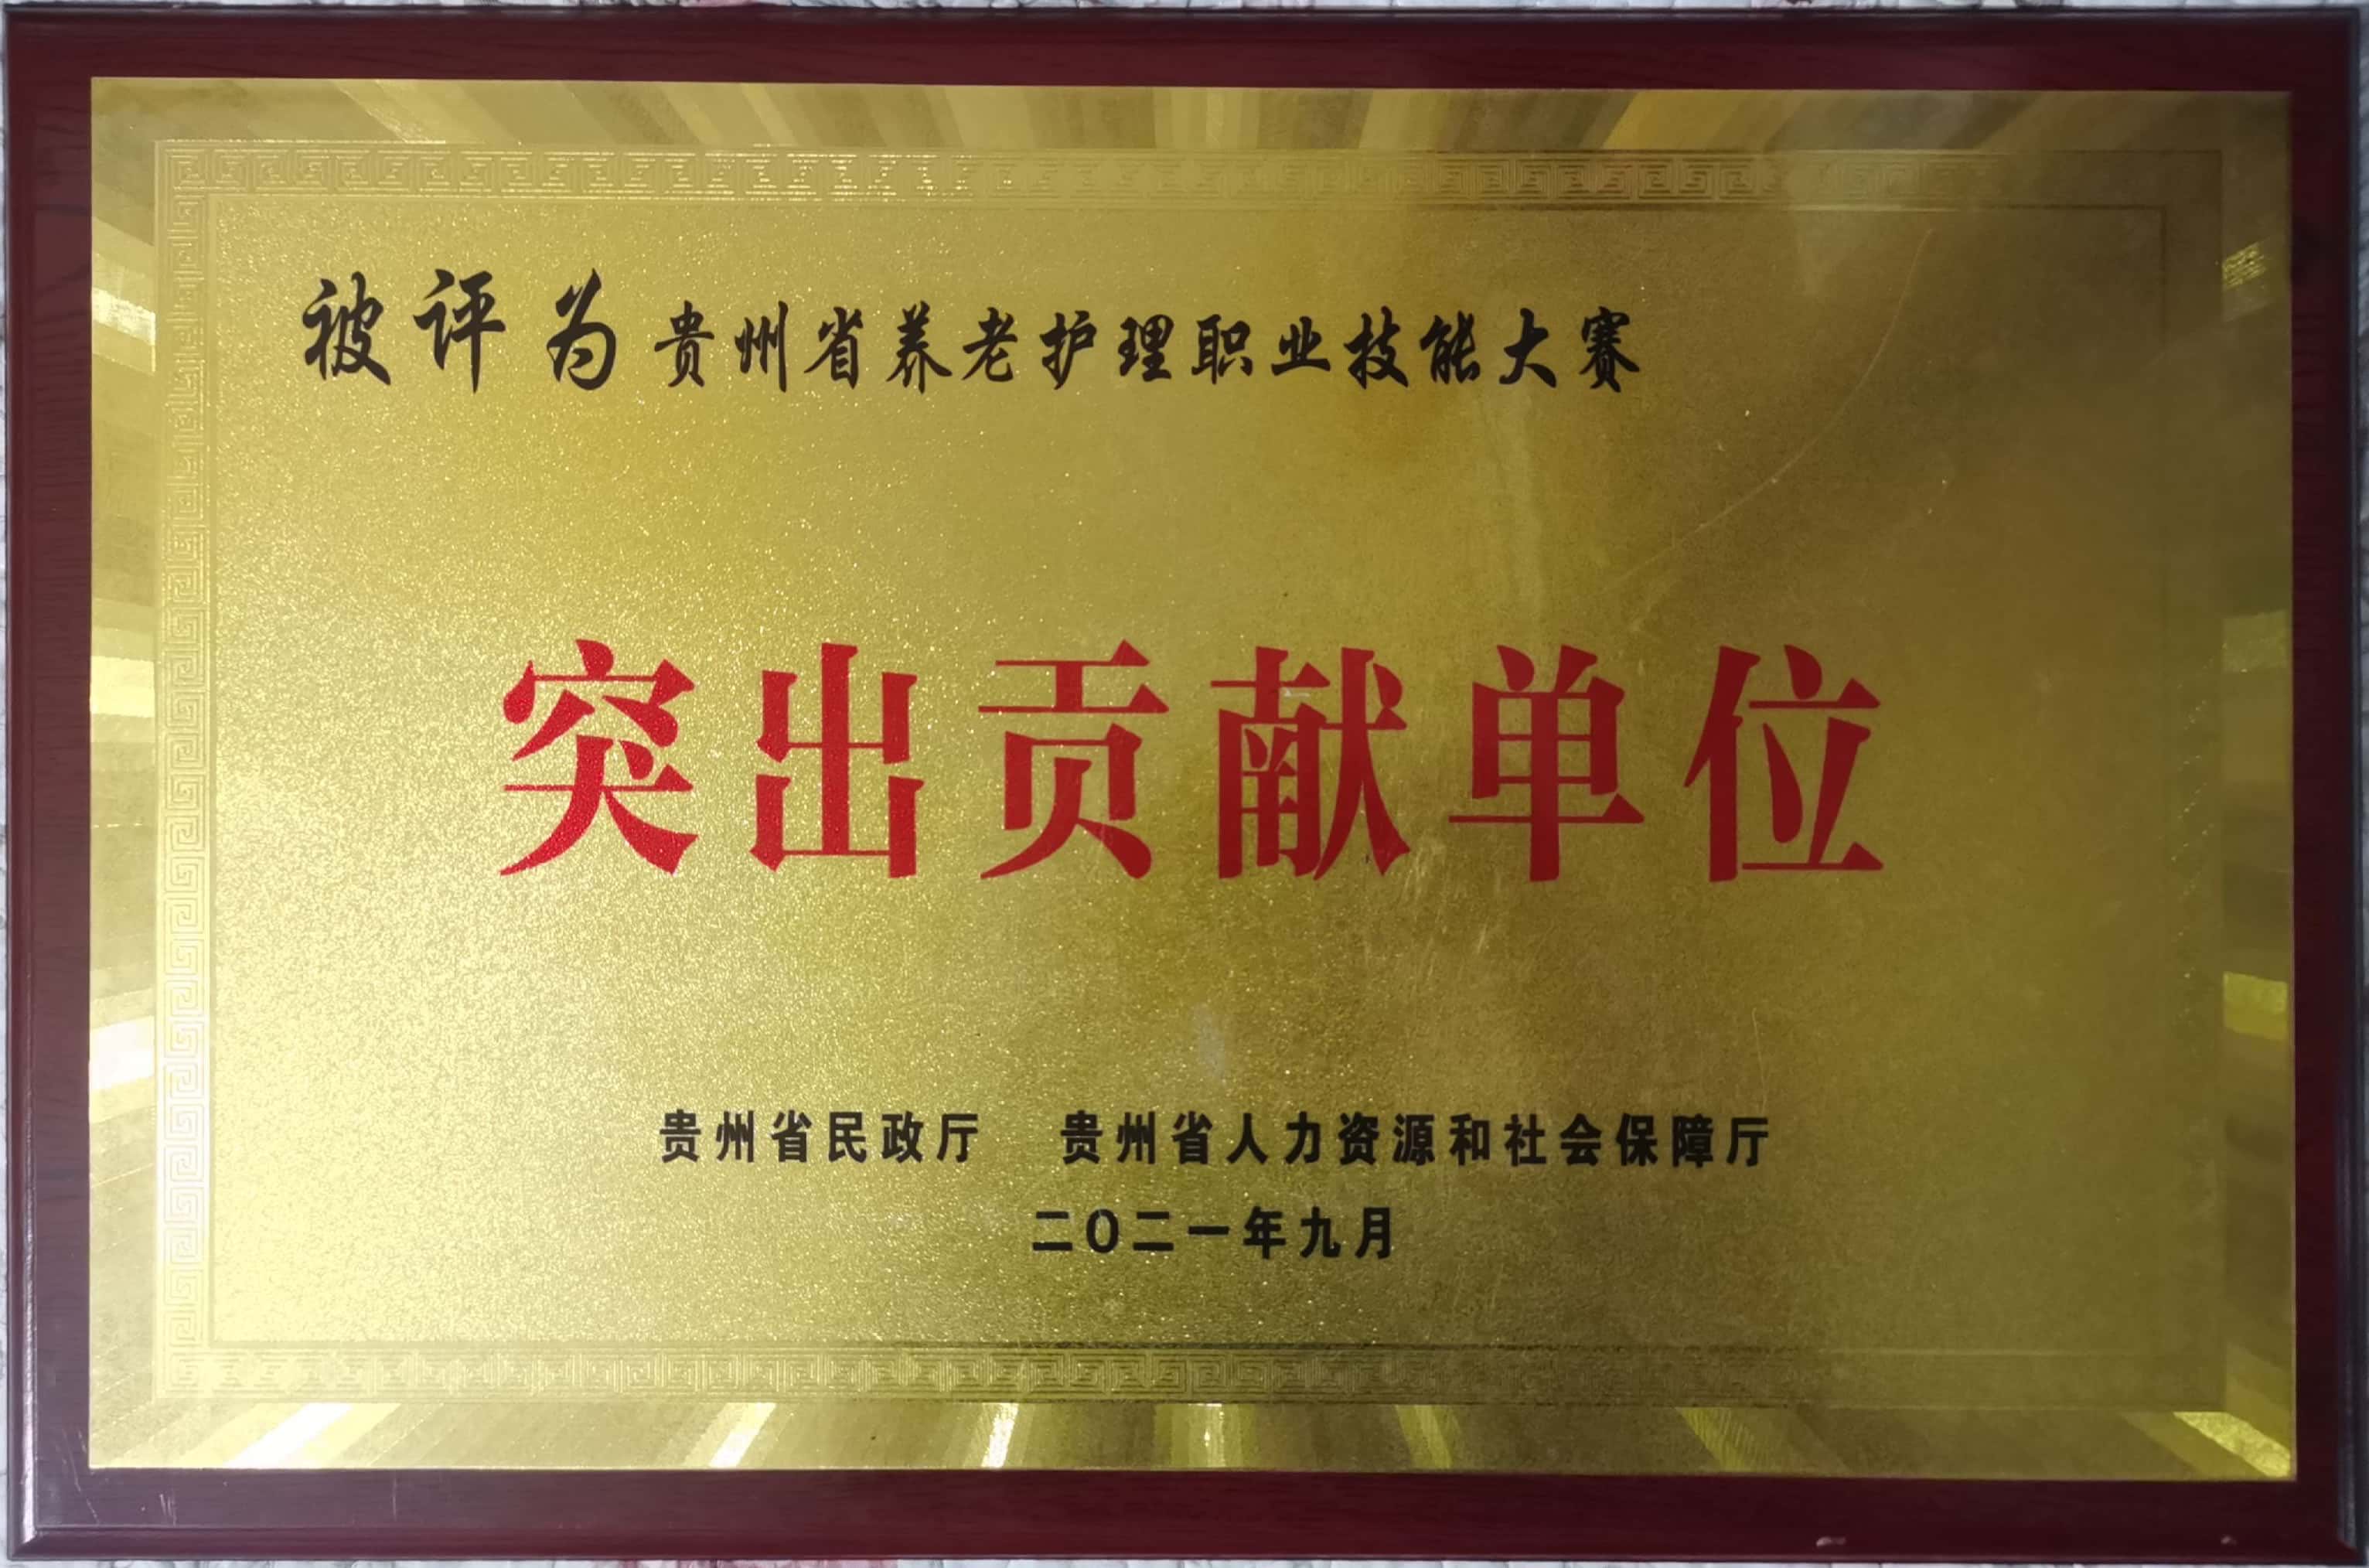 被评为贵州省养老护理职业技能大赛
突出贡献单位
贵州省民政厅 贵州省人力资源和社会保障厅
二〇二一年九月